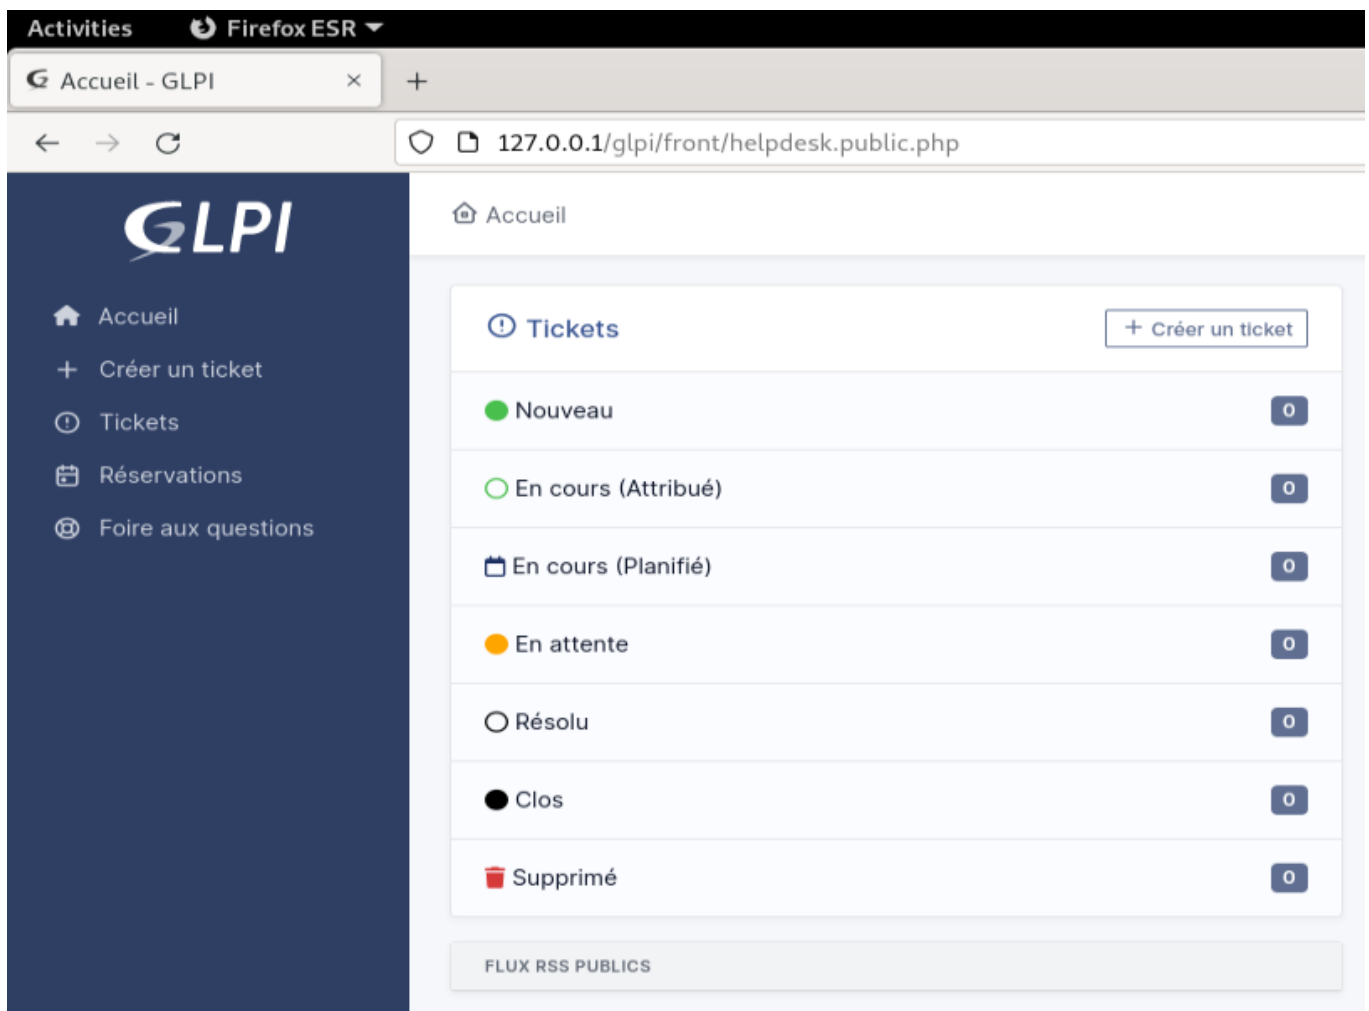 Activities Firefox ESR
Accueil - GLPI × +
127.0.0.1/glpi/front/helpdesk.public.php
GLPI
Accueil
Créer un ticket
Tickets
Réservations
Foire aux questions
Accueil
Tickets + Créer un ticket
Nouveau 0
En cours (Attribué) 0
En cours (Planifié) 0
En attente 0
Résolu 0
Clos 0
Supprimé 0
FLUX RSS PUBLICS